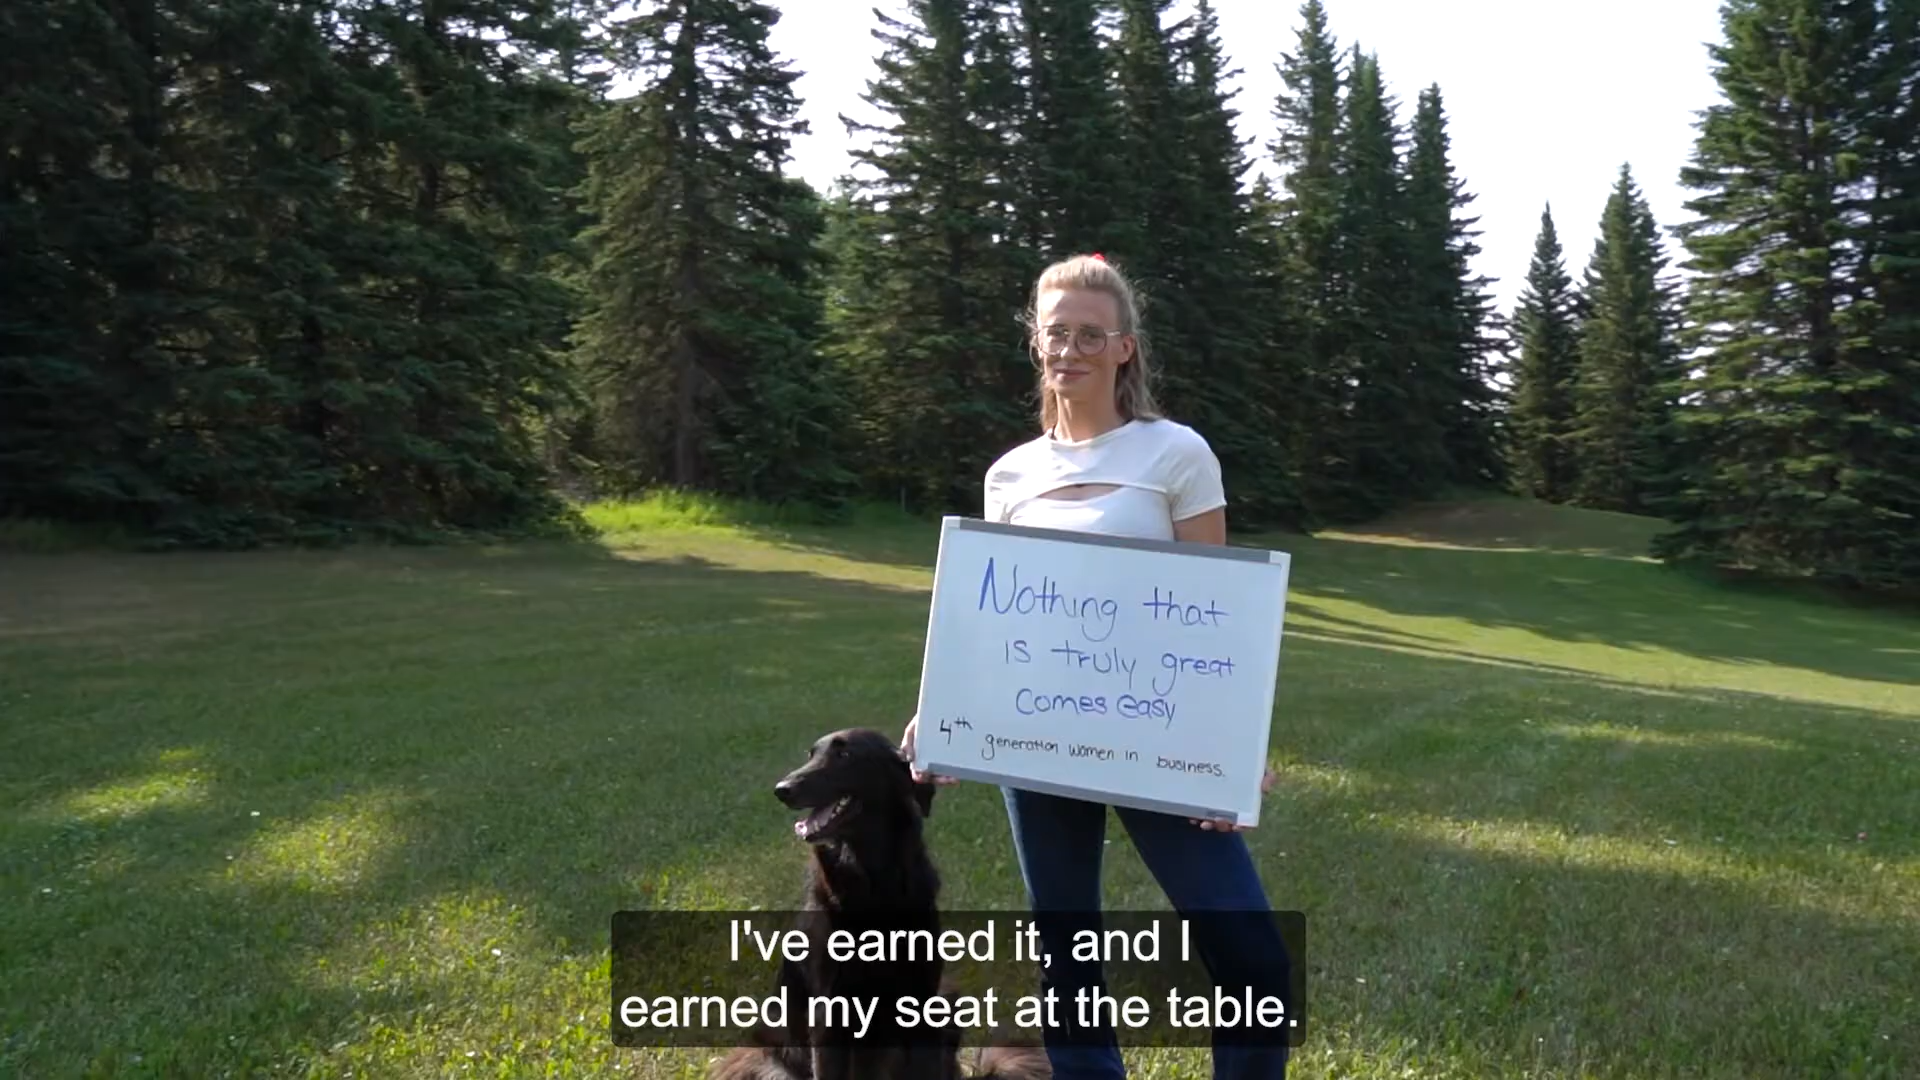 Nothing that
is truly great
comes easy
4th generation women in business.
I've earned it, and I
earned my seat at the table.